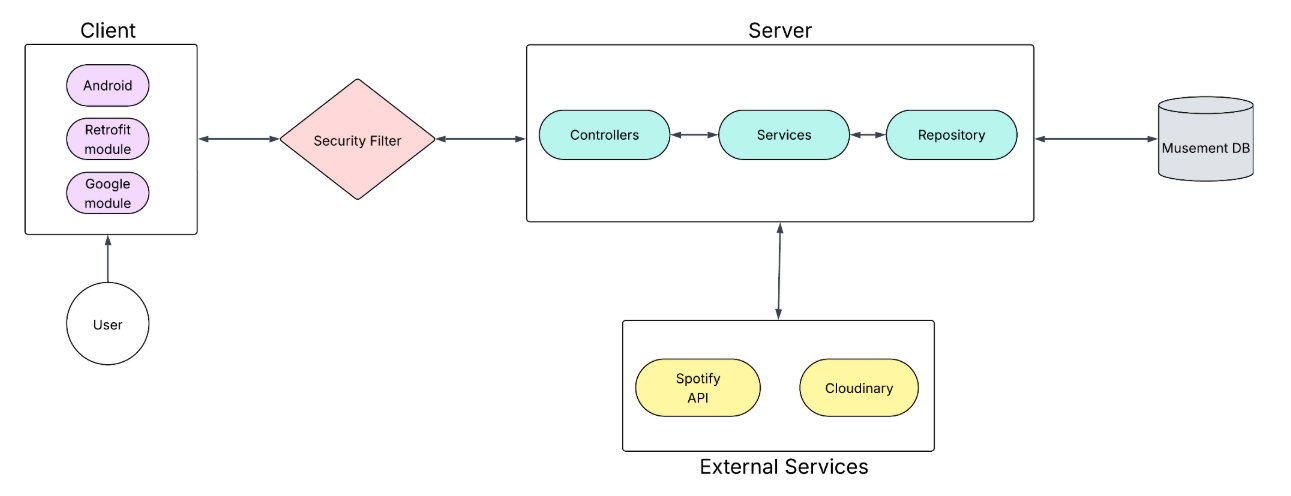 Client
Server
Android
Retrofit
module
Google
module
Security Filter
Controllers
Services
Repository
Musement DB
User
Spotify
API
Cloudinary
External Services